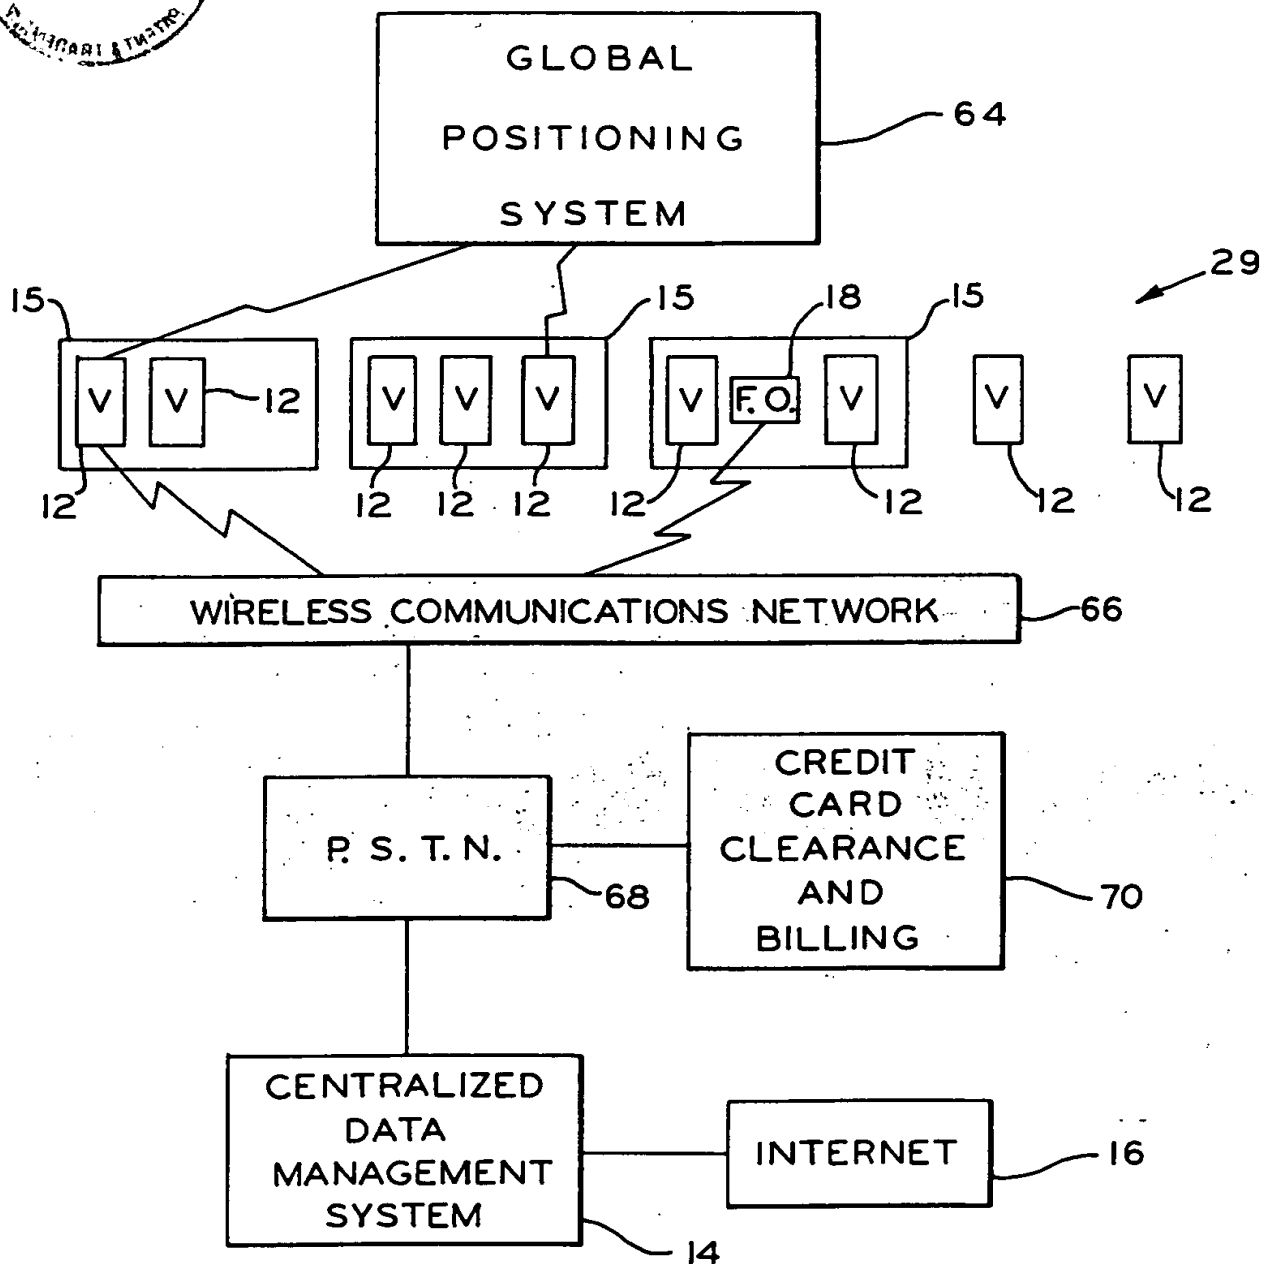 GLOBAL
POSITIONING
SYSTEM
64
29
15
15
18
15
V
V
12
V
V
V
V
F.O.
V
V
V
12
12
12
12
12
12
12
12
WIRELESS COMMUNICATIONS NETWORK
66
P. S. T. N.
68
CREDIT
CARD
CLEARANCE
AND
BILLING
70
CENTRALIZED
DATA
MANAGEMENT
SYSTEM
14
INTERNET
16